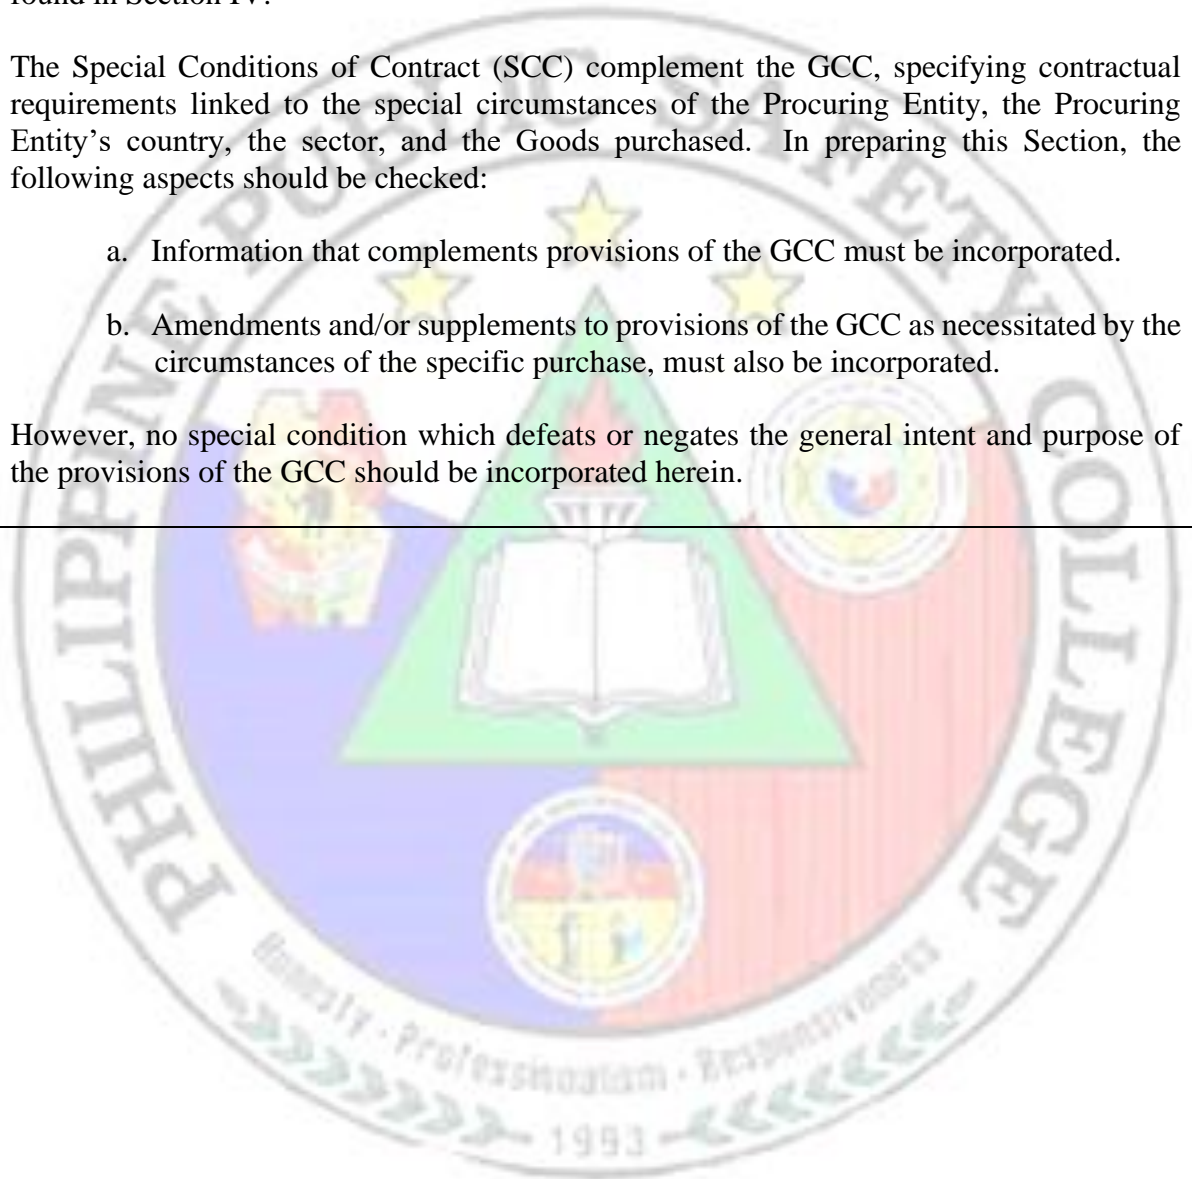 found in Section IV.
The Special Conditions of Contract (SCC) complement the GCC, specifying contractual
requirements linked to the special circumstances of the Procuring Entity, the Procuring
Entity’s country, the sector, and the Goods purchased. In preparing this Section, the
following aspects should be checked:
a. Information that complements provisions of the GCC must be incorporated.
b. Amendments and/or supplements to provisions of the GCC as necessitated by the
circumstances of the specific purchase, must also be incorporated.
However, no special condition which defeats or negates the general intent and purpose of
the provisions of the GCC should be incorporated herein.
PHILIPPINE PUBLIC SAFETY COLLEGE
Honesty · Professionalism · Responsiveness
1993